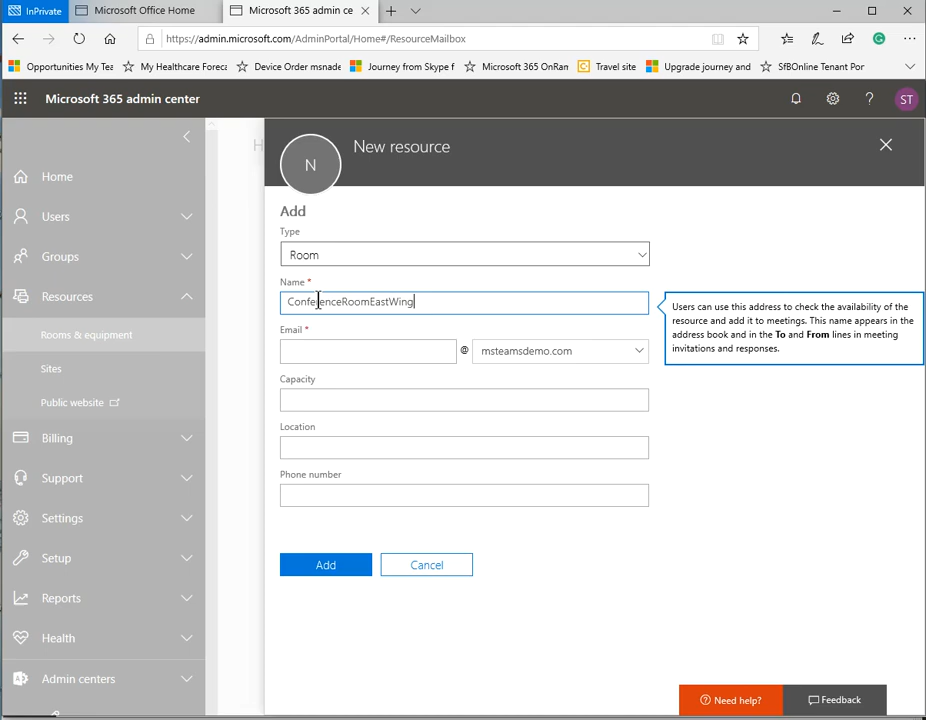 InPrivate
Microsoft Office Home
Microsoft 365 admin ce
https://admin.microsoft.com/AdminPortal/Home#/ResourceMailbox
Opportunities My Tea
My Healthcare Foreca
Device Order msnade
Journey from Skype f
Microsoft 365 OnRan
Travel site
Upgrade journey and
SfBOnline Tenant Por
Microsoft 365 admin center
ST
H
N
New resource
Home
Users
Groups
Resources
Rooms & equipment
Sites
Public website
Billing
Support
Settings
Setup
Reports
Health
Admin centers
Add
Type
Room
Name *
ConferenceRoomEastWing
Users can use this address to check the availability of the
resource and add it to meetings. This name appears in the
address book and in the To and From lines in meeting
invitations and responses.
Email *
@ msteamsdemo.com
Capacity
Location
Phone number
Add
Cancel
Need help?
Feedback